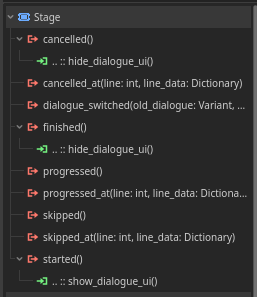 Stage
cancelled()
.. :: hide_dialogue_ui()
cancelled_at(line: int, line_data: Dictionary)
dialogue_switched(old_dialogue: Variant, ...
finished()
.. :: hide_dialogue_ui()
progressed()
progressed_at(line: int, line_data: Dictiona...
skipped()
skipped_at(line: int, line_data: Dictionary)
started()
.. :: show_dialogue_ui()